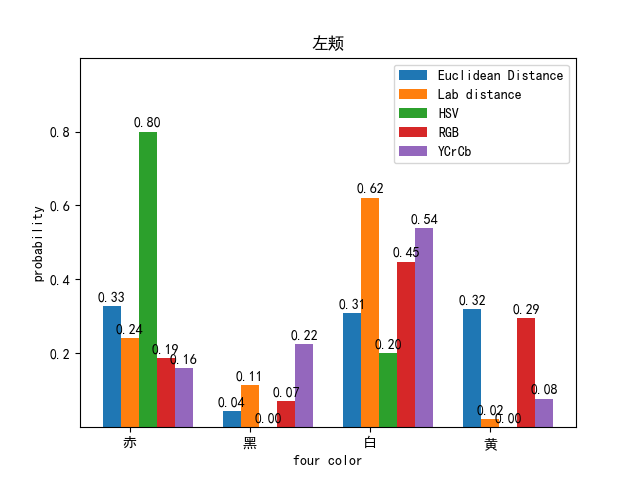 左颊
Euclidean Distance
Lab distance
HSV
RGB
YCrCb
probability
0.8
0.6
0.4
0.2
0.33
0.24
0.80
0.19
0.16
0.04
0.11
0.00
0.07
0.22
0.31
0.62
0.20
0.45
0.54
0.32
0.02
0.00
0.29
0.08
赤 黑 白 黄
four color